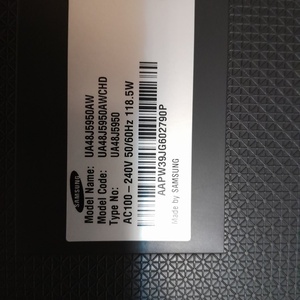 SAMSUNG
Model Name: UA48J5950AW
Model Code: UA48J5950AWCHD
Type No: UA48J5950
AC100-240V 50/60Hz 118.5W
AAPW39JG602790P
Made by SAMSUNG